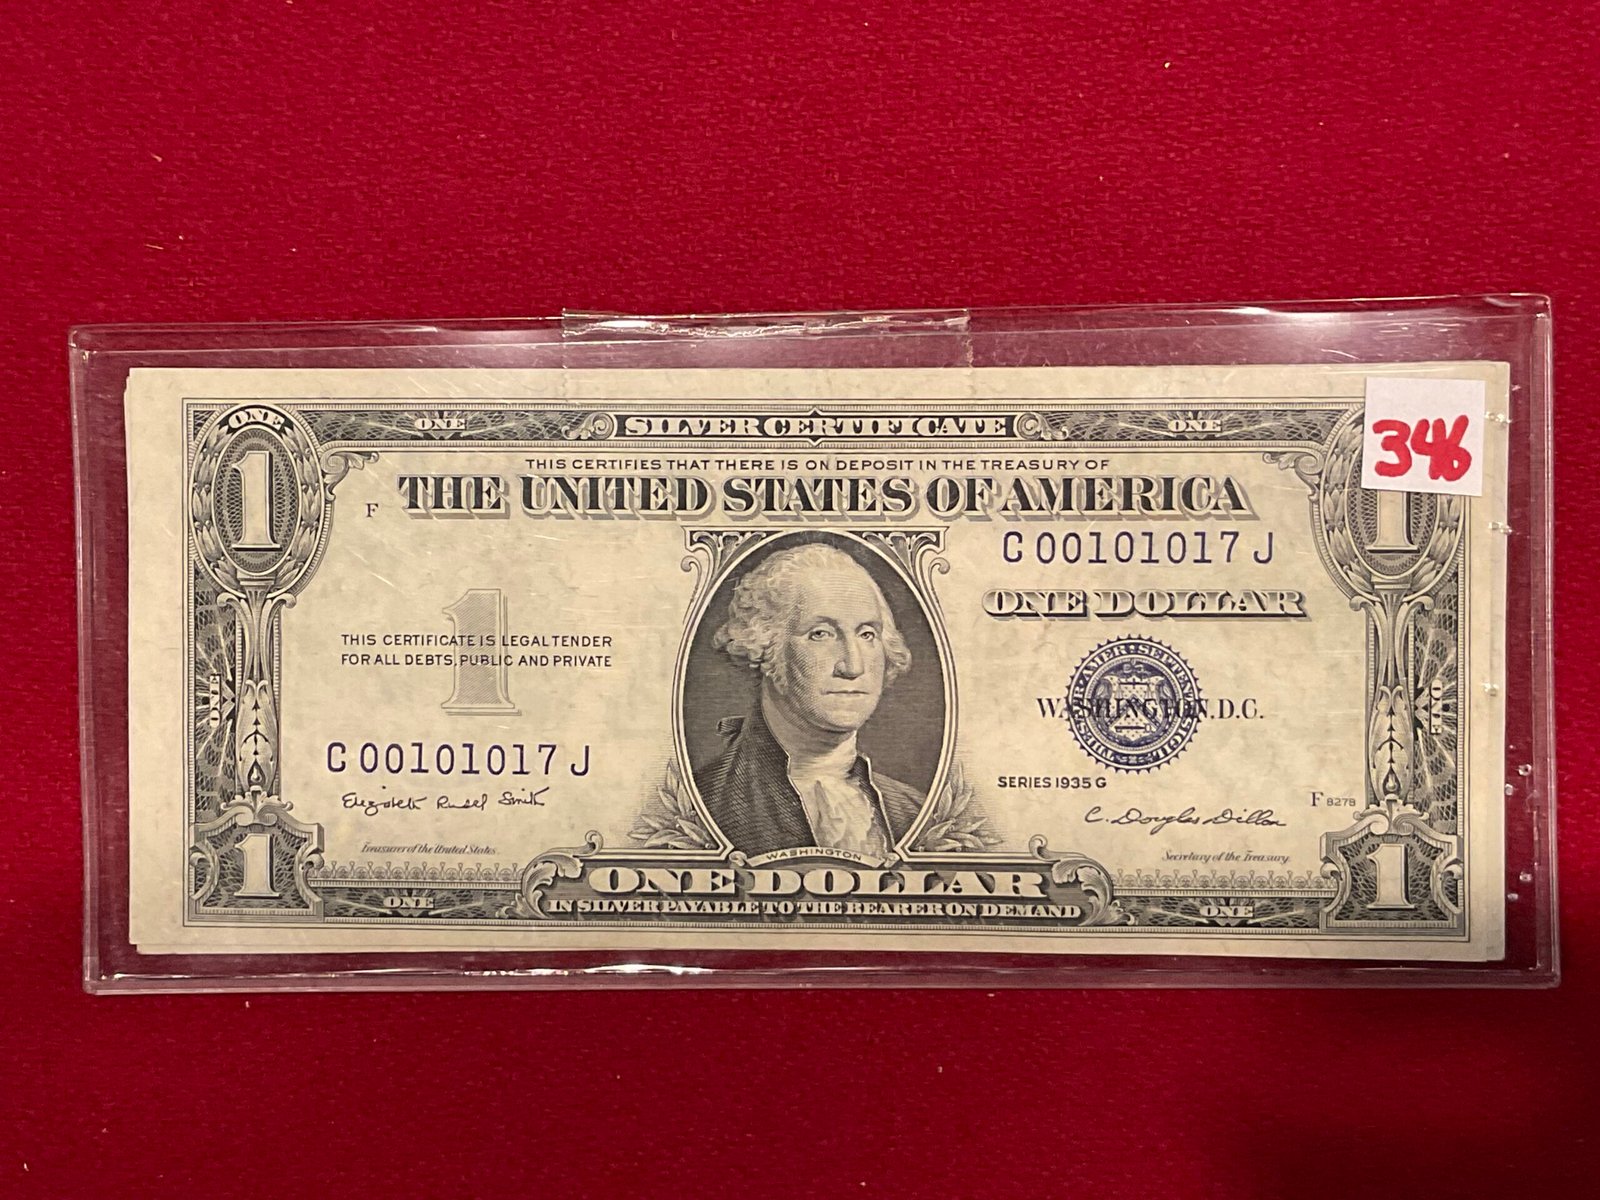 ONE ONE SILVER CERTIFICATE ONE
1
346
THIS CERTIFIES THAT THERE IS ON DEPOSIT IN THE TREASURY OF
F THE UNITED STATES OF AMERICA
1
C 00101017 J
ONE DOLLAR
1
THIS CERTIFICATE IS LEGAL TENDER
FOR ALL DEBTS, PUBLIC AND PRIVATE
WASHINGTON, D.C.
ONE
ONE
C 00101017 J
SERIES 1935 G
Elizabeth Rudel Smith
F 8278
C. Douglas Dillon
Treasurer of the United States.
Secretary of the Treasury.
WASHINGTON
1
1
ONE DOLLAR
ONE ONE
IN SILVER PAYABLE TO THE BEARER ON DEMAND